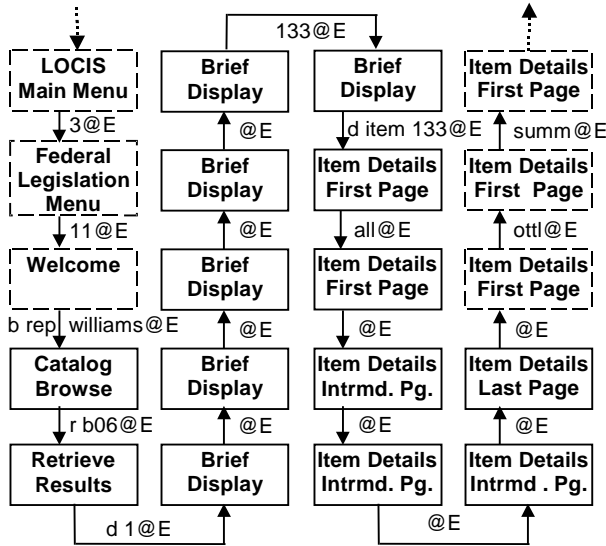 LOCIS
Main Menu
3@E
Federal
Legislation
Menu
11@E
Welcome
b rep williams@E
Catalog
Browse
r b06@E
Retrieve
Results
d 1@E
Brief
Display
@E
Brief
Display
@E
Brief
Display
@E
Brief
Display
@E
Brief
Display
133@E
Brief
Display
d item 133@E
Item Details
First Page
all@E
Item Details
First Page
@E
Item Details
Intrmd. Pg.
@E
Item Details
Intrmd. Pg.
@E
Item Details
Intrmd . Pg.
@E
Item Details
Last Page
@E
Item Details
First Page
ottl@E
Item Details
First Page
summ@E
Item Details
First Page